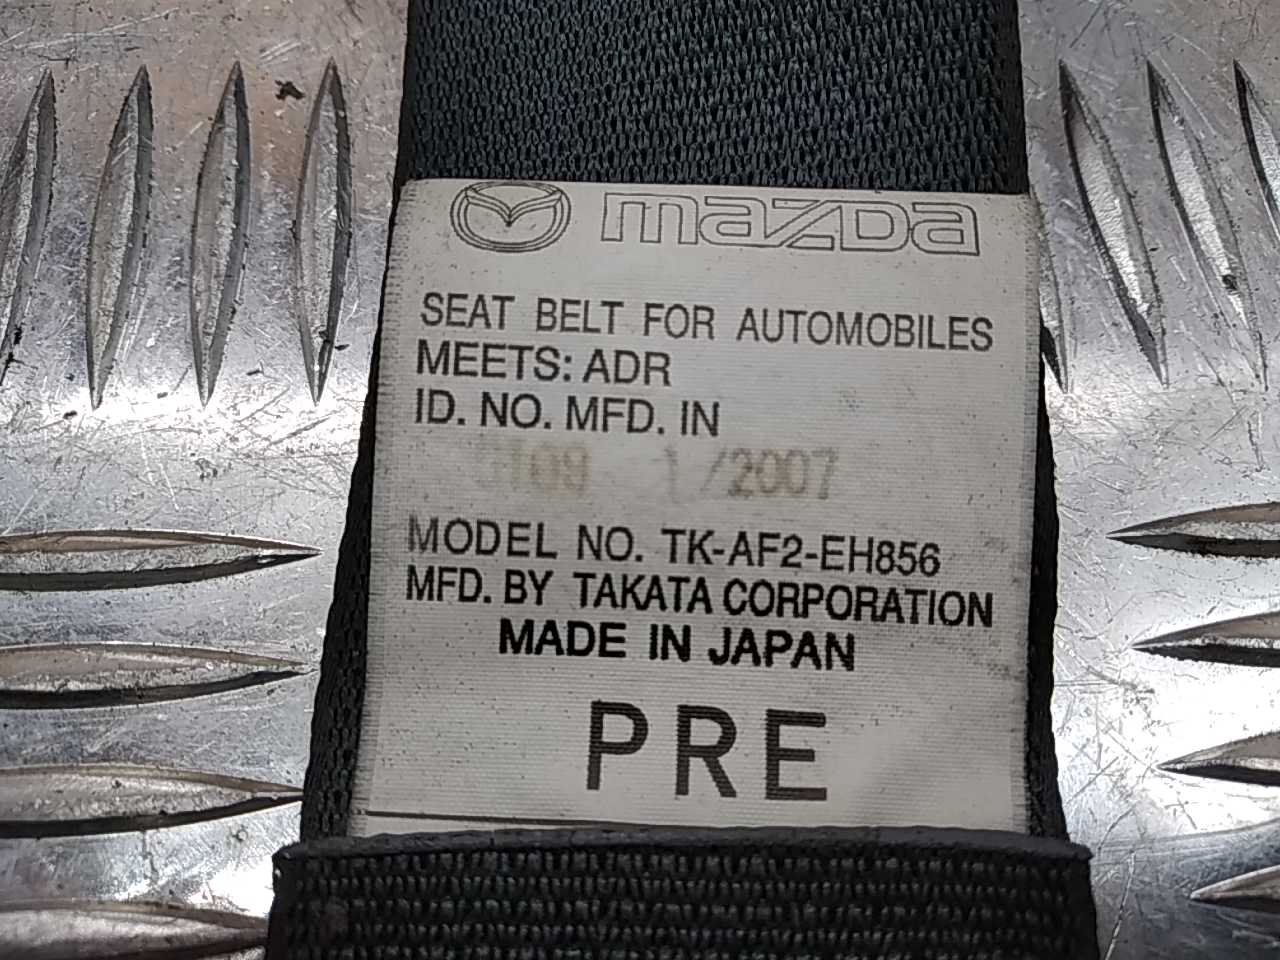 mazda
SEAT BELT FOR AUTOMOBILES
MEETS: ADR
ID. NO. MFD. IN
1/2007
MODEL NO. TK-AF2-EH856
MFD. BY TAKATA CORPORATION
MADE IN JAPAN
PRE